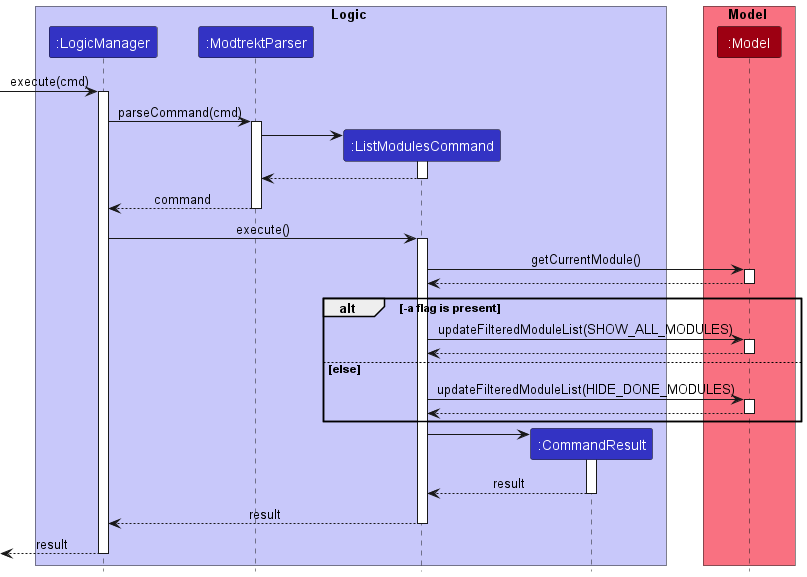 Logic
Model
:LogicManager
:ModtrektParser
:Model
execute(cmd)
parseCommand(cmd)
:ListModulesCommand
command
execute()
getCurrentModule()
alt
[-a flag is present]
updateFilteredModuleList(SHOW_ALL_MODULES)
[else]
updateFilteredModuleList(HIDE_DONE_MODULES)
:CommandResult
result
result
result